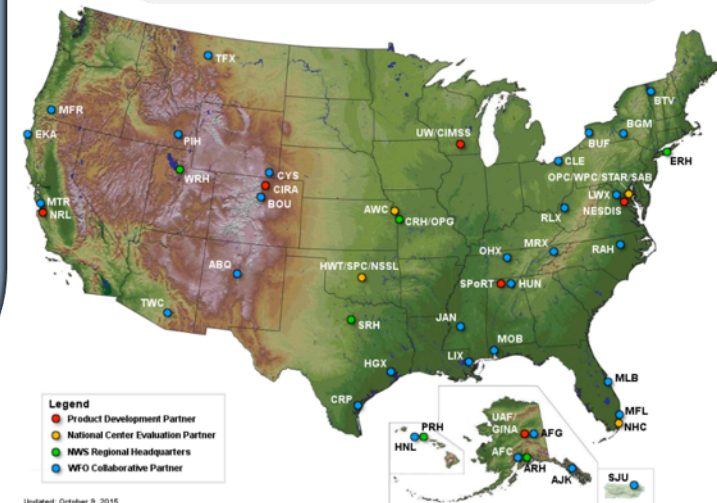 TFX
BTV
MFR
BGM
UW/CIMSS
EKA
PIH
BUF
ERH
CLE
WRH
CYS
CIRA
OPC/WPC/STAR/SAB
LWX
BOU
NESDIS
MTR
NRL
AWC
CRH/OPG
RLX
MRX
RAH
OHX
ABQ
HWT/SPC/NSSL
SPoRT
HUN
TWC
SRH
JAN
MOB
LIX
HGX
MLB
CRP
MFL
NHC
Legend
Product Development Partner
National Center Evaluation Partner
NWS Regional Headquarters
WFO Collaborative Partner
PRH
HNL
UAF/
GINA
AFG
AFC
ARH
AJK
SJU
Updated: October 9, 2015